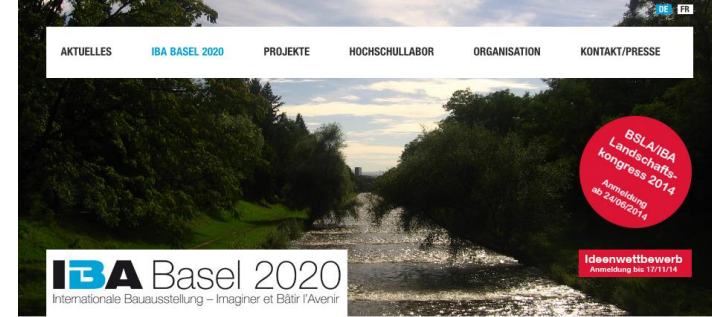 DE FR
AKTUELLES IBA BASEL 2020 PROJEKTE HOCHSCHULLABOR ORGANISATION KONTAKT/PRESSE
BSLA/IBA
Landschafts-
kongress 2014
Anmeldung
ab 24/06/2014
Ideenwettbewerb
Anmeldung bis 17/11/14
IBA Basel 2020
Internationale Bauausstellung – Imaginer et Bâtir l'Avenir